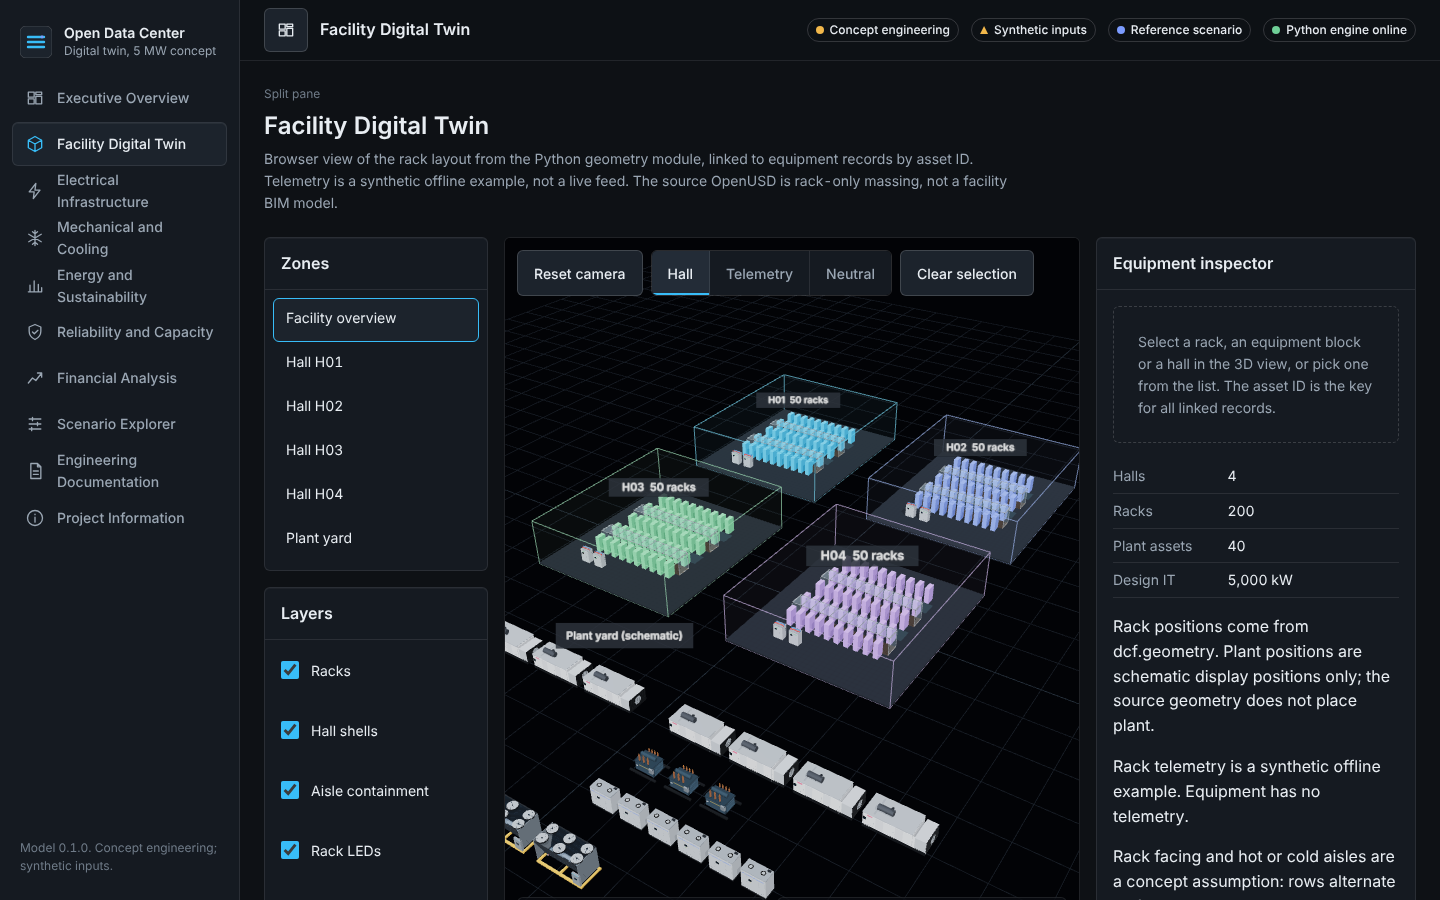 Open Data Center
Digital twin, 5 MW concept
Executive Overview
Facility Digital Twin
Electrical
Infrastructure
Mechanical and
Cooling
Energy and
Sustainability
Reliability and Capacity
Financial Analysis
Scenario Explorer
Engineering
Documentation
Project Information
Model 0.1.0. Concept engineering;
synthetic inputs.
Facility Digital Twin
Concept engineering
Synthetic inputs
Reference scenario
Python engine online
Split pane
Facility Digital Twin
Browser view of the rack layout from the Python geometry module, linked to equipment records by asset ID.
Telemetry is a synthetic offline example, not a live feed. The source OpenUSD is rack-only massing, not a facility
BIM model.
Zones
Facility overview
Hall H01
Hall H02
Hall H03
Hall H04
Plant yard
Layers
Racks
Hall shells
Aisle containment
Rack LEDs
Reset camera
Hall
Telemetry
Neutral
Clear selection
H01 50 racks
H02 50 racks
H03 50 racks
H04 50 racks
Plant yard (schematic)
Equipment inspector
Select a rack, an equipment block
or a hall in the 3D view, or pick one
from the list. The asset ID is the key
for all linked records.
Halls 4
Racks 200
Plant assets 40
Design IT 5,000 kW
Rack positions come from
dcf.geometry. Plant positions are
schematic display positions only; the
source geometry does not place
plant.
Rack telemetry is a synthetic offline
example. Equipment has no
telemetry.
Rack facing and hot or cold aisles are
a concept assumption: rows alternate